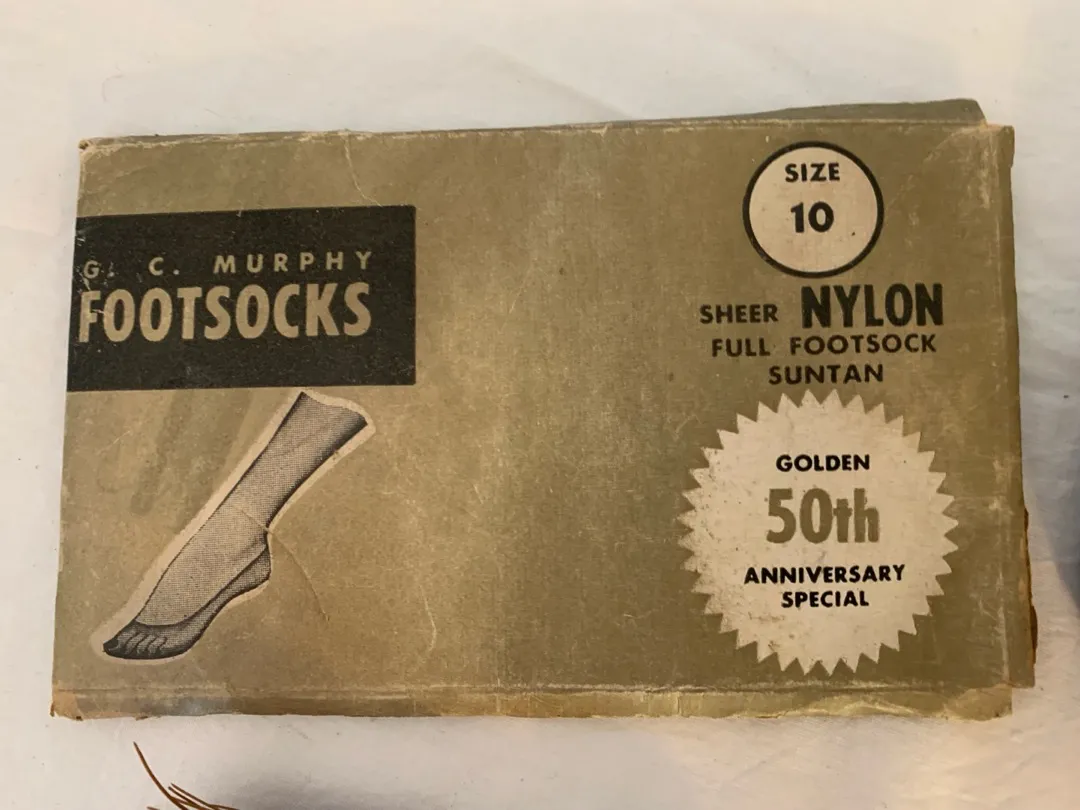 G. C. MURPHY
FOOTSOCKS
SIZE
10
SHEER NYLON
FULL FOOTSOCK
SUNTAN
GOLDEN
50th
ANNIVERSARY
SPECIAL